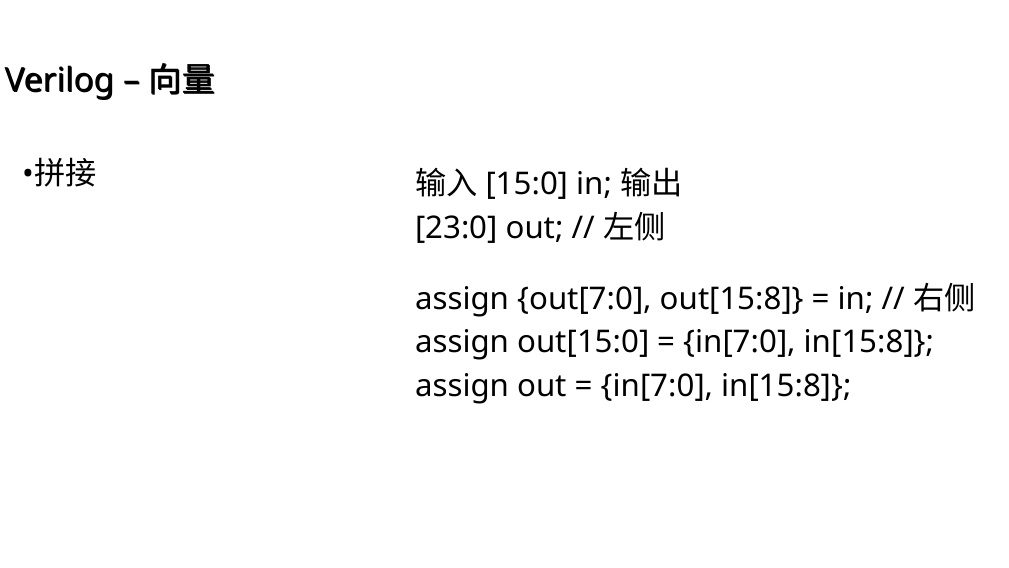 Verilog – 向量
•拼接
输入 [15:0] in; 输出
[23:0] out; // 左侧
assign {out[7:0], out[15:8]} = in; // 右侧
assign out[15:0] = {in[7:0], in[15:8]};
assign out = {in[7:0], in[15:8]};